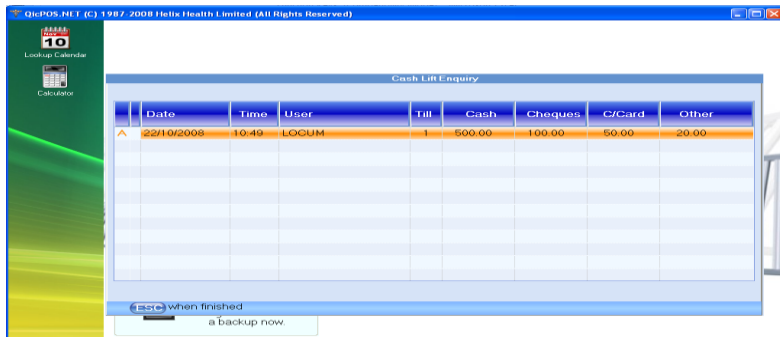 QicPOS.NET (C) 1987-2008 Helix Health Limited (All Rights Reserved)
NOV
10
Lookup Calendar
Calculator
Cash Lift Enquiry
Date Time User Till Cash Cheques C/Card Other
22/10/2008 10:49 LOCUM 1 500.00 100.00 50.00 20.00
ESC when finished
a backup now.